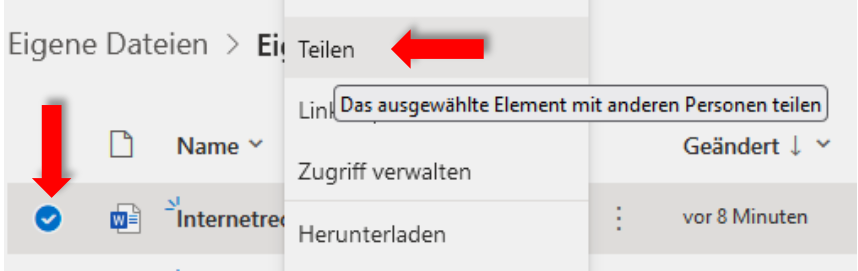 Eigene Dateien > Eig
Teilen
Das ausgewählte Element mit anderen Personen teilen
Link
Name
Geändert ↓
Zugriff verwalten
W
Internetrec
vor 8 Minuten
Herunterladen